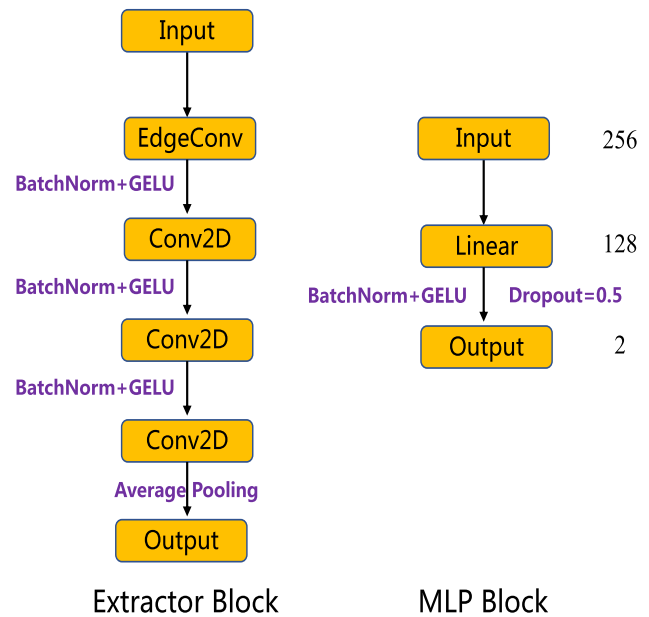 Input
EdgeConv
BatchNorm+GELU
Conv2D
BatchNorm+GELU
Conv2D
BatchNorm+GELU
Conv2D
Average Pooling
Output
Extractor Block
Input 256
Linear 128
BatchNorm+GELU Dropout=0.5
Output 2
MLP Block